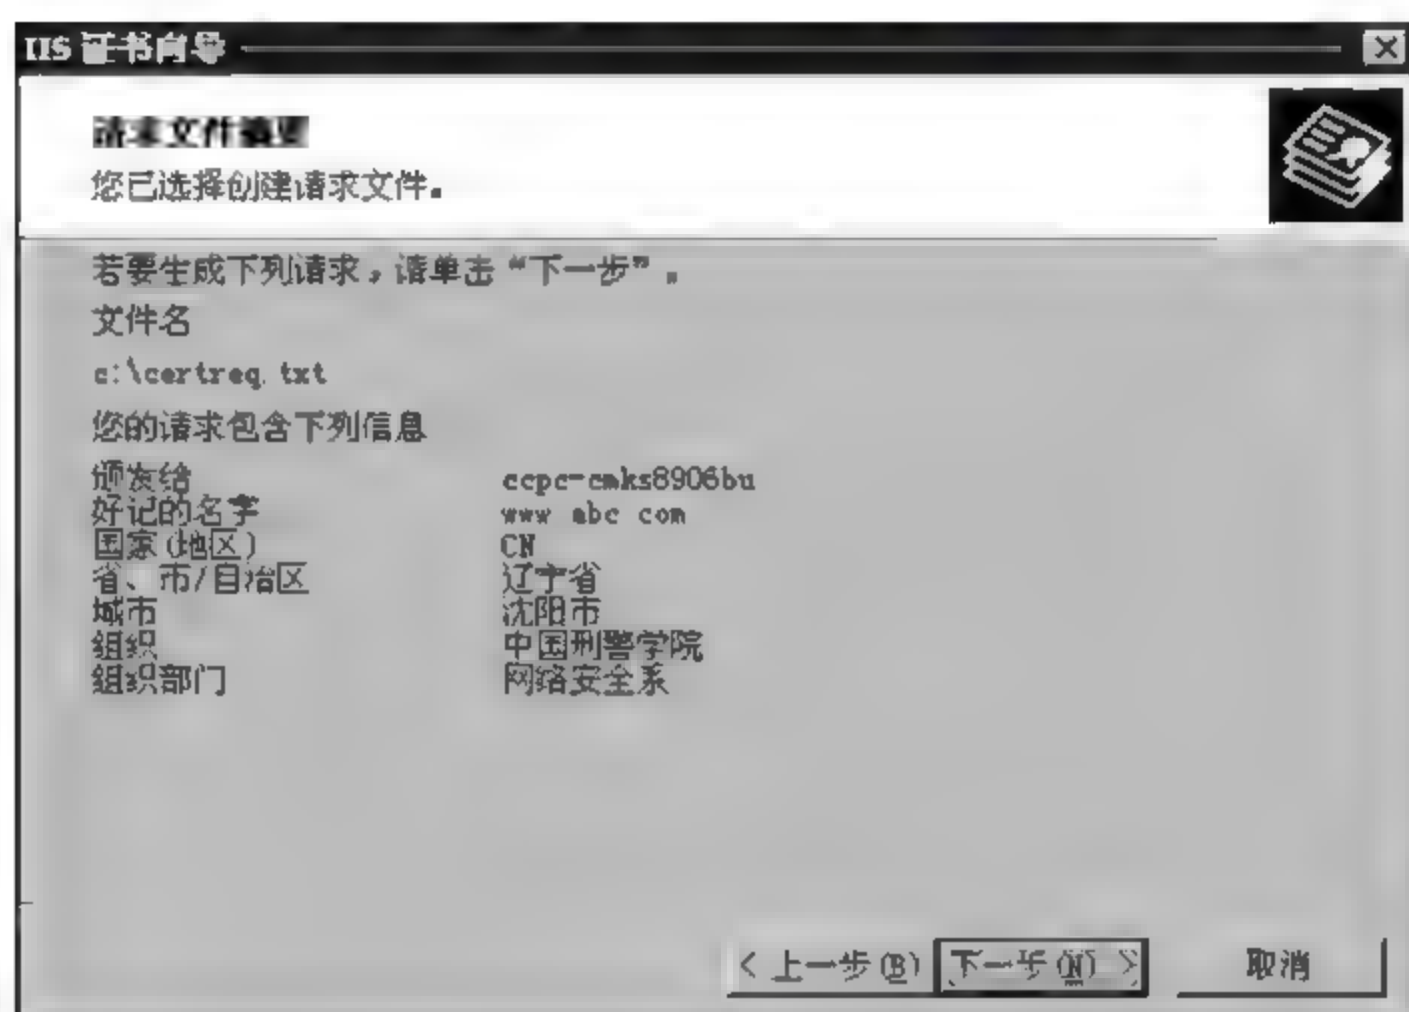 IIS 证书向导
请求文件摘要
您已选择创建请求文件。
若要生成下列请求，请单击“下一步”。
文件名
c:\certreq.txt
您的请求包含下列信息
颁发给 ccpc-cmks8906bu
好记的名字 www abc com
国家(地区) CN
省、市/自治区 辽宁省
城市 沈阳市
组织 中国刑警学院
组织部门 网络安全系
< 上一步(B) 下一步(N) > 取消